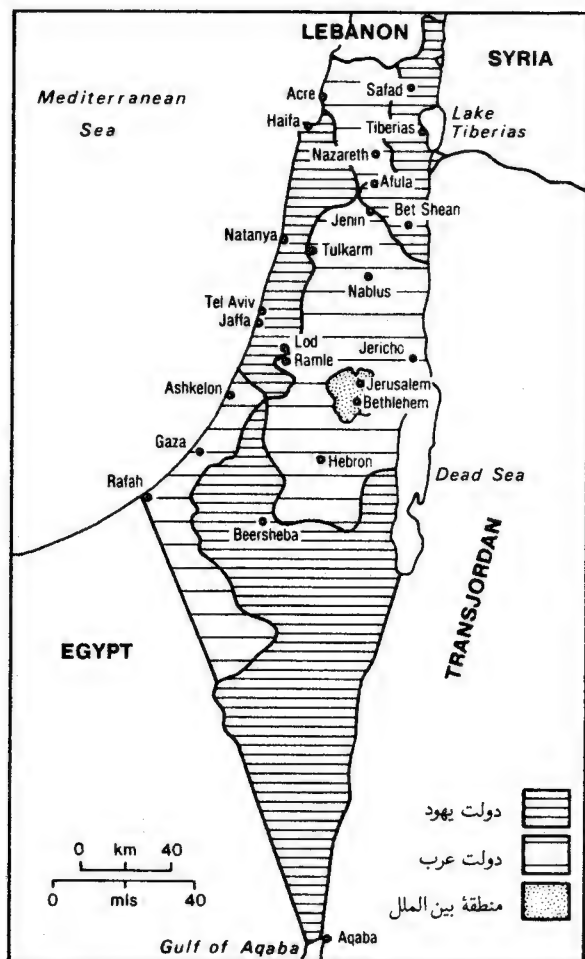 LEBANON
SYRIA
Mediterranean
Sea
Acre
Safad
Haifa
Tiberias
Lake
Tiberias
Nazareth
Afula
Jenin
Bet Shean
Natanya
Tulkarm
Nablus
Tel Aviv
Jaffa
Lod
Ramle
Jericho
Jerusalem
Bethlehem
Ashkelon
Gaza
Hebron
Dead Sea
Rafah
Beersheba
EGYPT
TRANSJORDAN
دولت یهود
دولت عرب
منطقهٔ بین الملل
0 km 40
0 mls 40
Aqaba
Gulf of Aqaba